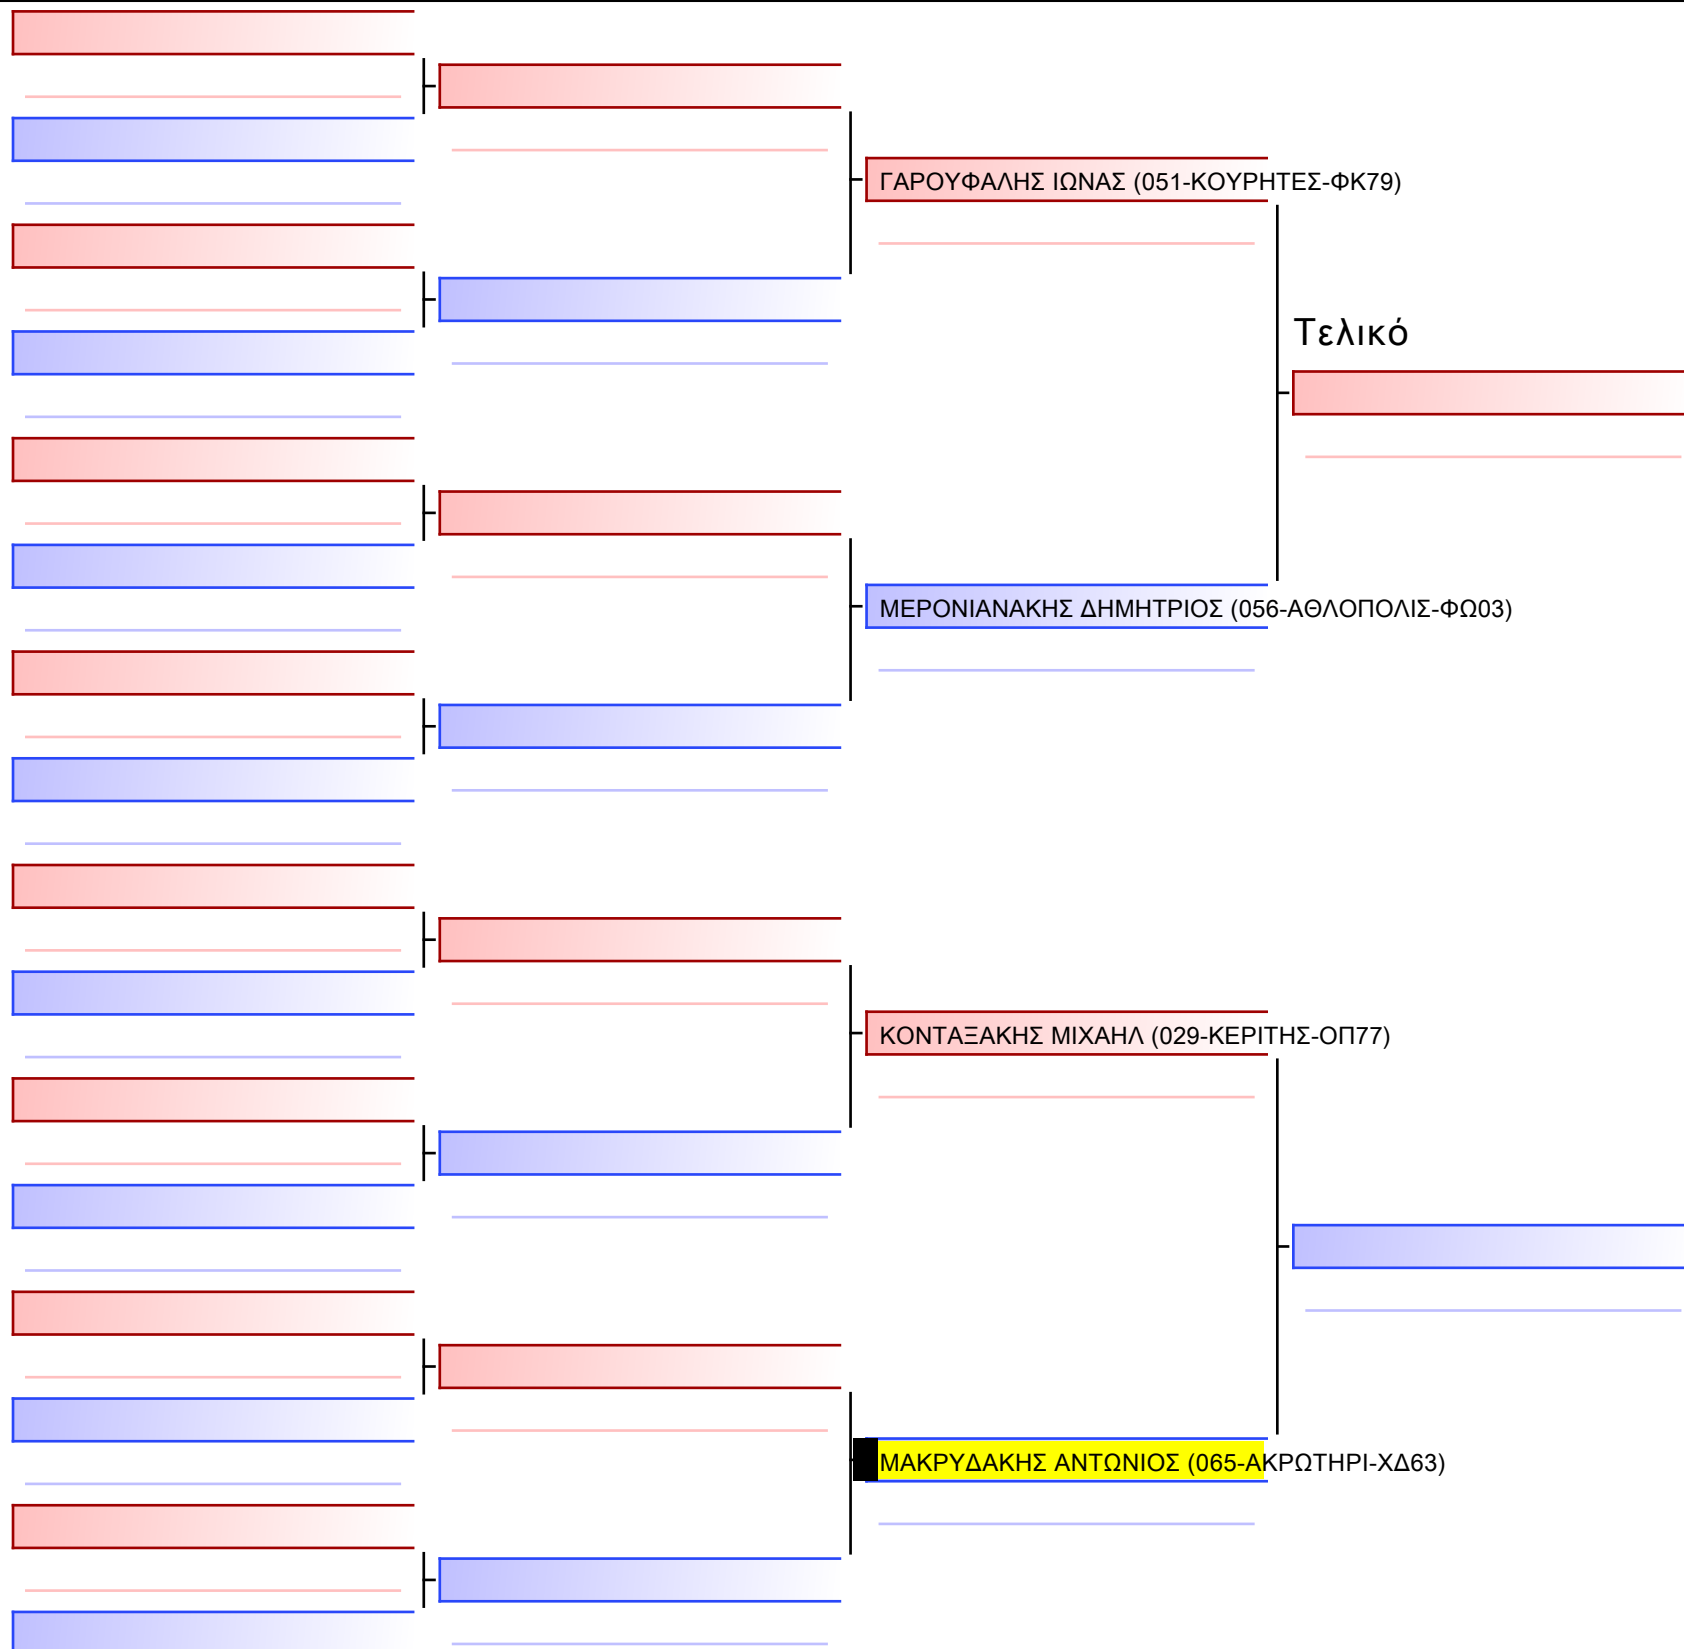 ΓΑΡΟΥΦΑΛΗΣ ΙΩΝΑΣ (051-ΚΟΥΡΗΤΕΣ-ΦΚ79)
Τελικό
ΜΕΡΟΝΙΑΝΑΚΗΣ ΔΗΜΗΤΡΙΟΣ (056-ΑΘΛΟΠΟΛΙΣ-ΦΩ03)
ΚΟΝΤΑΞΑΚΗΣ ΜΙΧΑΗΛ (029-ΚΕΡΙΤΗΣ-ΟΠ77)
ΜΑΚΡΥΔΑΚΗΣ ΑΝΤΩΝΙΟΣ (065-ΑΚΡΩΤΗΡΙ-ΧΔ63)